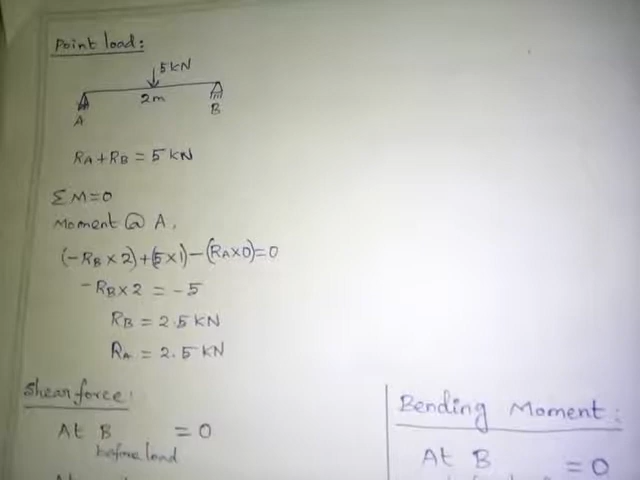 Point load:
5 KN
2m
A
B
RA + RB = 5 KN
ΣM=0
Moment @ A,
(-RB × 2) + (5 × 1) - (RA×0) = 0
-RB × 2 = -5
RB = 2.5 KN
RA = 2.5 KN
Shear force:
At B = 0
before load
Bending Moment:
At B = 0